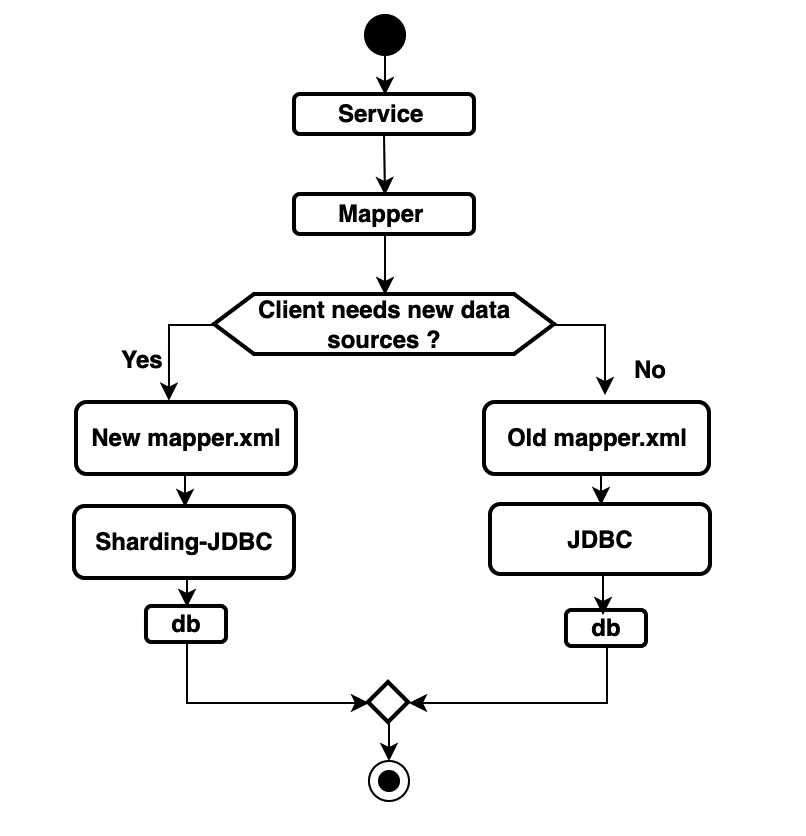 Service
Mapper
Client needs new data
sources ?
Yes
No
New mapper.xml
Old mapper.xml
Sharding-JDBC
JDBC
db
db